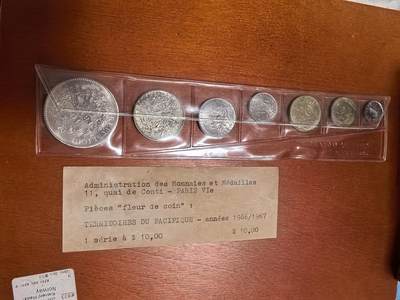 Administration des Monnaies et Médailles
11, quai de Conti - PARIS VIe
Pièces "fleur de coin" :
TERRITOIRES DU PACIFIQUE - années 1966/1967
1 série à $ 10,00 $ 10,00
Norway